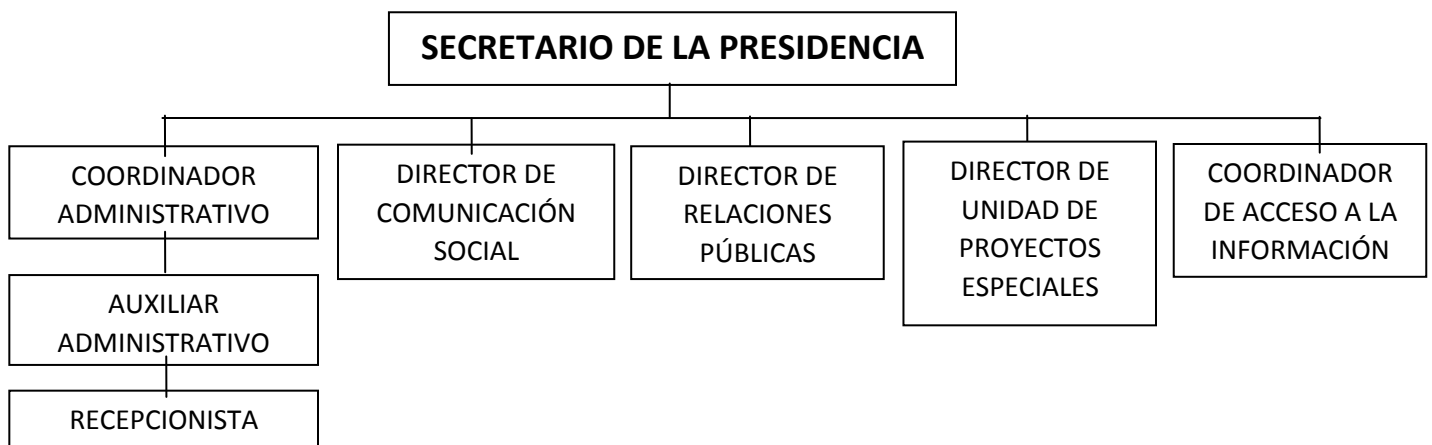 SECRETARIO DE LA PRESIDENCIA
COORDINADOR
ADMINISTRATIVO
DIRECTOR DE
COMUNICACIÓN
SOCIAL
DIRECTOR DE
RELACIONES
PÚBLICAS
DIRECTOR DE
UNIDAD DE
PROYECTOS
ESPECIALES
COORDINADOR
DE ACCESO A LA
INFORMACIÓN
AUXILIAR
ADMINISTRATIVO
RECEPCIONISTA